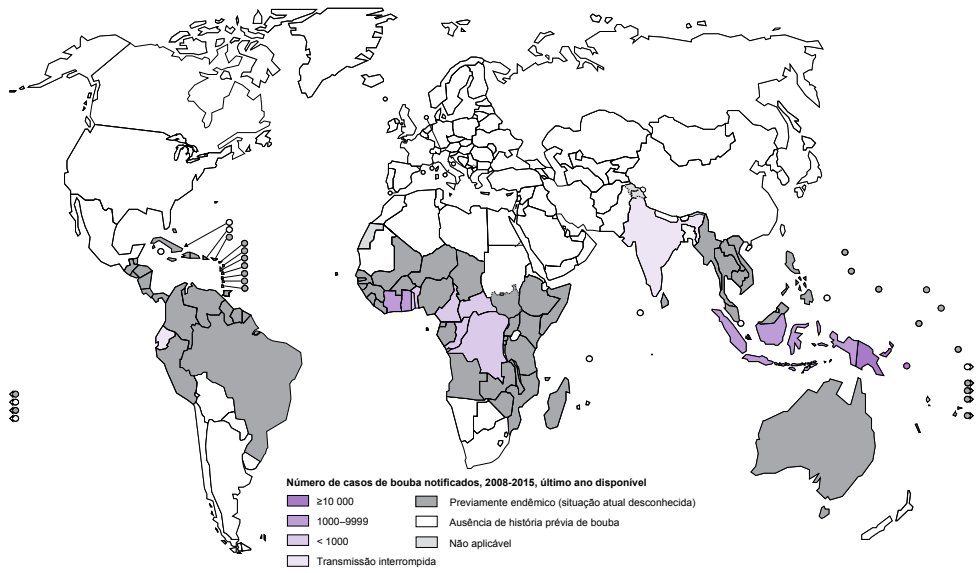 Número de casos de bouba notificados, 2008-2015, último ano disponível
≥10 000
1000–9999
< 1000
Transmissão interrompida
Previamente endêmico (situação atual desconhecida)
Ausência de história prévia de bouba
Não aplicável